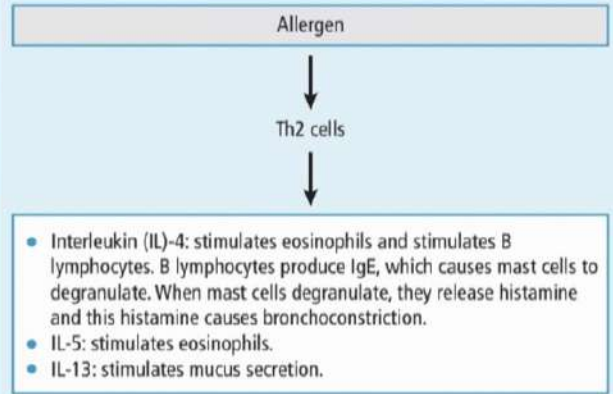 Allergen
Th2 cells
• Interleukin (IL)-4: stimulates eosinophils and stimulates B
lymphocytes. B lymphocytes produce IgE, which causes mast cells to
degranulate. When mast cells degranulate, they release histamine
and this histamine causes bronchoconstriction.
• IL-5: stimulates eosinophils.
• IL-13: stimulates mucus secretion.